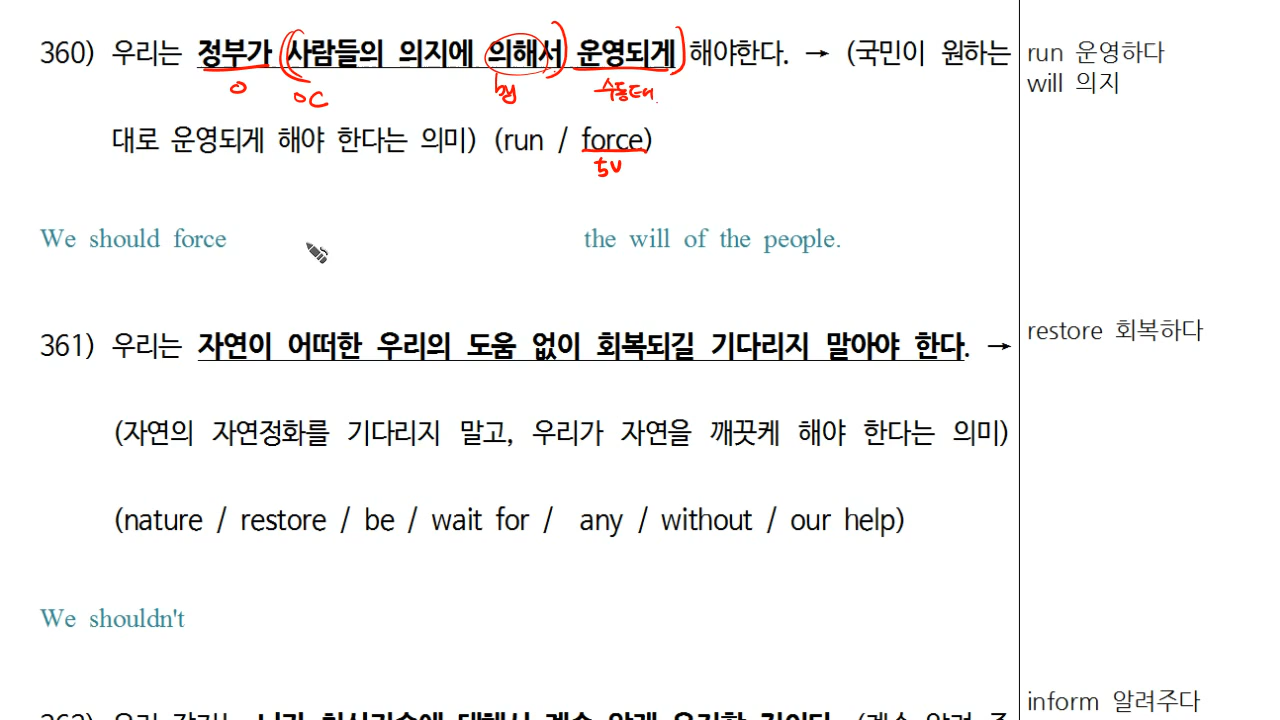 360) 우리는 정부가 사람들의 의지에 의해서 운영되게 해야한다. → (국민이 원하는
run 운영하다
will 의지
O
OC
수동태
대로 운영되게 해야 한다는 의미) (run / force)
5V
We should force the will of the people.
361) 우리는 자연이 어떠한 우리의 도움 없이 회복되길 기다리지 말아야 한다. →
restore 회복하다
(자연의 자연정화를 기다리지 말고, 우리가 자연을 깨끗케 해야 한다는 의미)
(nature / restore / be / wait for / any / without / our help)
We shouldn't
inform 알려주다